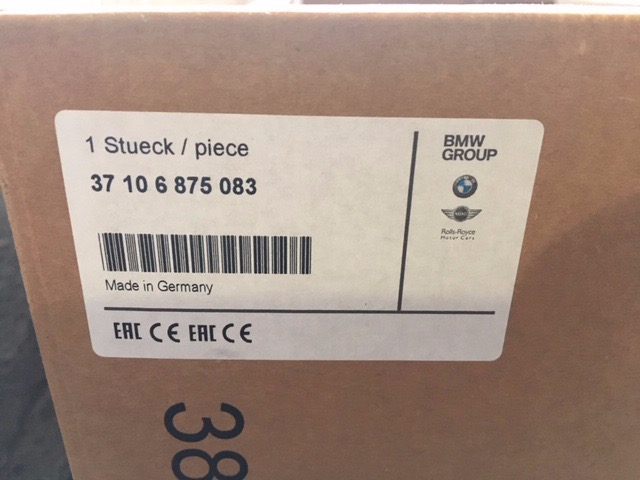 1 Stueck / piece
37 10 6 875 083
Made in Germany
EAC CE EAC CE
BMW
GROUP
MINI
Rolls-Royce
Motor Cars
38